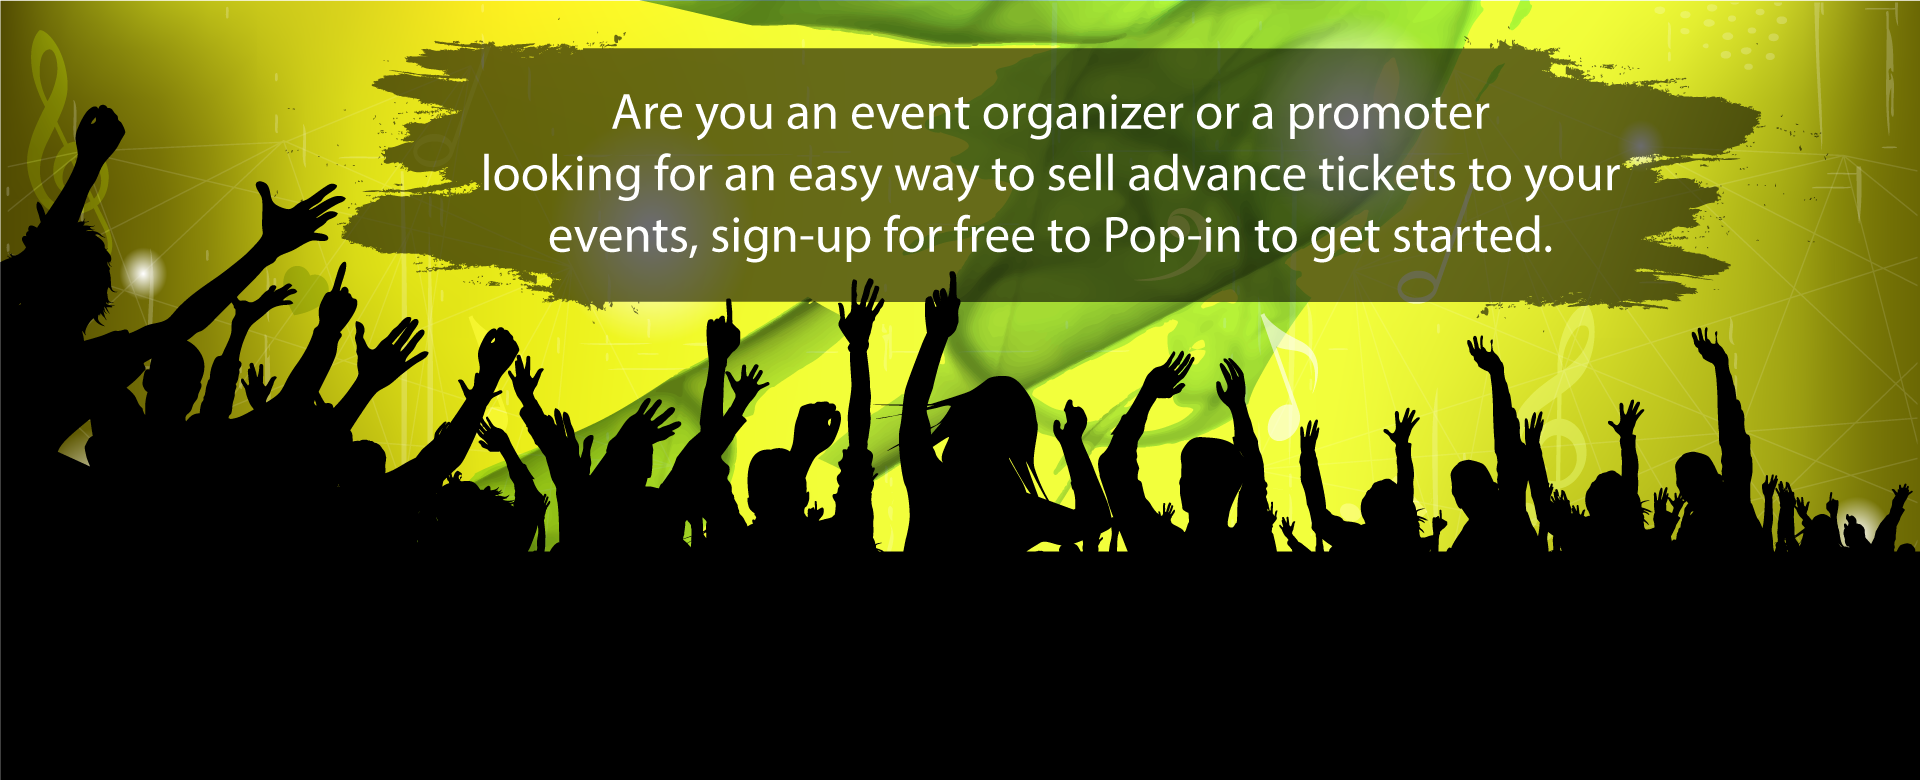 Are you an event organizer or a promoter
looking for an easy way to sell advance tickets to your
events, sign-up for free to Pop-in to get started.